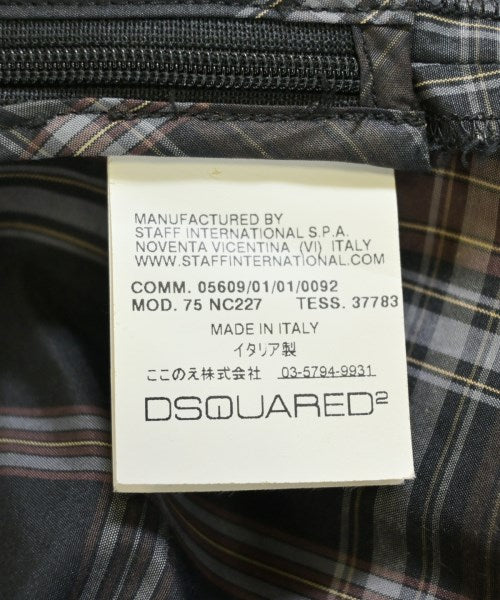 MANUFACTURED BY
STAFF INTERNATIONAL S.P.A.
NOVENTA VICENTINA (VI) ITALY
WWW.STAFFINTERNATIONAL.COM
COMM. 05609/01/01/0092
MOD. 75 NC227 TESS. 37783
MADE IN ITALY
イタリア製
ここのえ株式会社 03-5794-9931
DSQUARED²